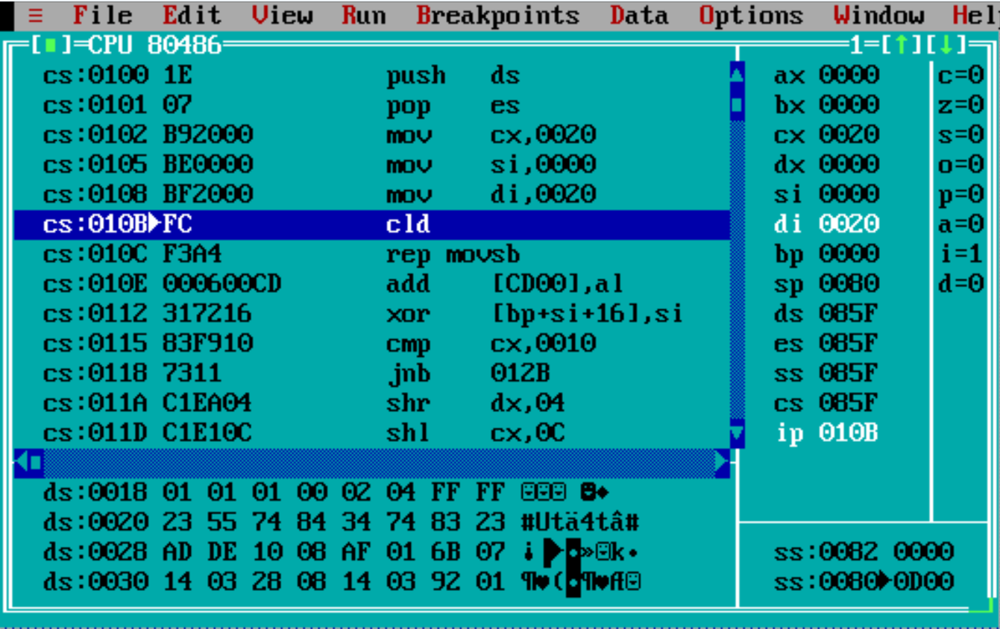 ≡ File Edit View Run Breakpoints Data Options Window Hel
[■]=CPU 80486 1=[↑][↓]
cs:0100 1E push ds ax 0000 c=0
cs:0101 07 pop es bx 0000 z=0
cs:0102 B92000 mov cx,0020 cx 0020 s=0
cs:0105 BE0000 mov si,0000 dx 0000 o=0
cs:0108 BF2000 mov di,0020 si 0000 p=0
cs:010B►FC cld di 0020 a=0
cs:010C F3A4 rep movsb bp 0000 i=1
cs:010E 000600CD add [CD00],al sp 0080 d=0
cs:0112 317216 xor [bp+si+16],si ds 085F
cs:0115 83F910 cmp cx,0010 es 085F
cs:0118 7311 jnb 012B ss 085F
cs:011A C1EA04 shr dx,04 cs 085F
cs:011D C1E10C shl cx,0C ip 010B
ds:0018 01 01 01 00 02 04 FF FF ☺☺☺ ☻♦
ds:0020 23 55 74 84 34 74 83 23 #Utä4tâ#
ds:0028 AD DE 10 08 AF 01 6B 07 ¡ ►◘»☺k• ss:0082 0000
ds:0030 14 03 28 08 14 03 92 01 ¶♥(◘¶♥Æ☺ ss:0080►0D00